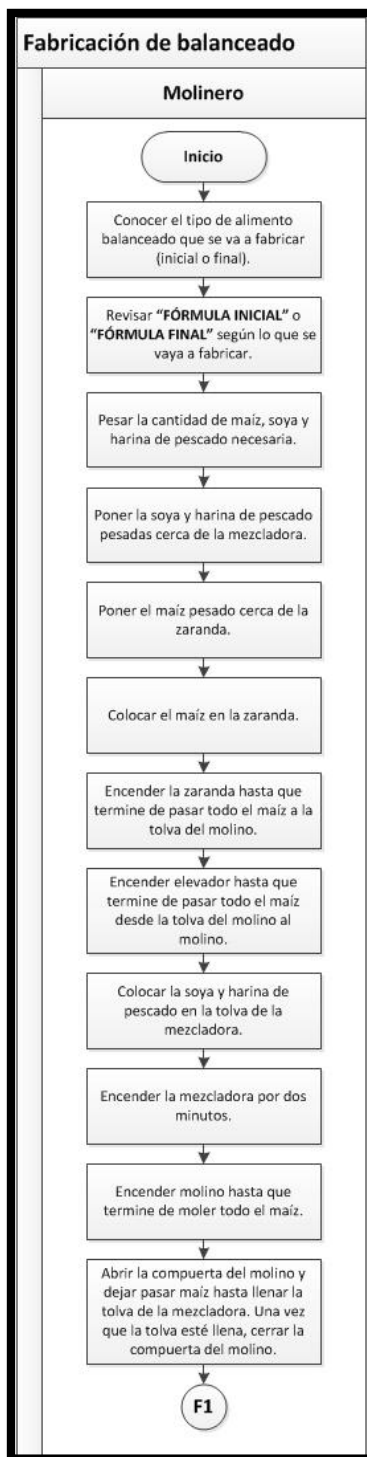 Fabricación de balanceado
Molinero
Inicio
Conocer el tipo de alimento
balanceado que se va a fabricar
(inicial o final).
Revisar “FÓRMULA INICIAL” o
“FÓRMULA FINAL” según lo que se
vaya a fabricar.
Pesar la cantidad de maíz, soya y
harina de pescado necesaria.
Poner la soya y harina de pescado
pesadas cerca de la mezcladora.
Poner el maíz pesado cerca de la
zaranda.
Colocar el maíz en la zaranda.
Encender la zaranda hasta que
termine de pasar todo el maíz a la
tolva del molino.
Encender elevador hasta que
termine de pasar todo el maíz
desde la tolva del molino al
molino.
Colocar la soya y harina de
pescado en la tolva de la
mezcladora.
Encender la mezcladora por dos
minutos.
Encender molino hasta que
termine de moler todo el maíz.
Abrir la compuerta del molino y
dejar pasar maíz hasta llenar la
tolva de la mezcladora. Una vez
que la tolva esté llena, cerrar la
compuerta del molino.
F1